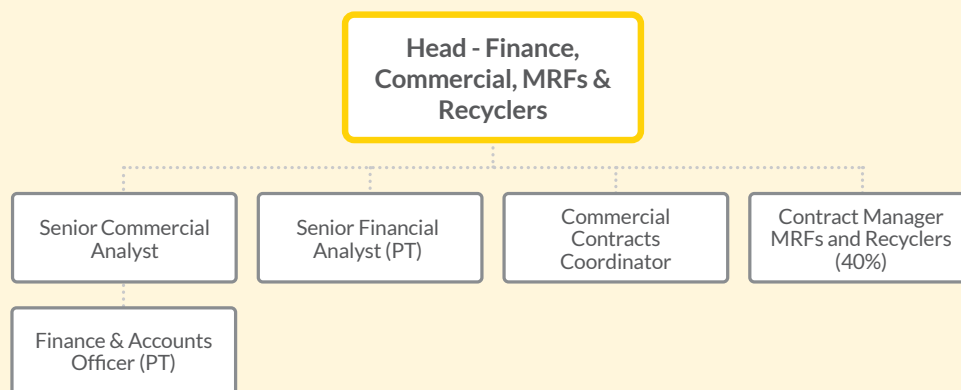 Head - Finance,
Commercial, MRFs &
Recyclers
Senior Commercial
Analyst
Senior Financial
Analyst (PT)
Commercial
Contracts
Coordinator
Contract Manager
MRFs and Recyclers
(40%)
Finance & Accounts
Officer (PT)